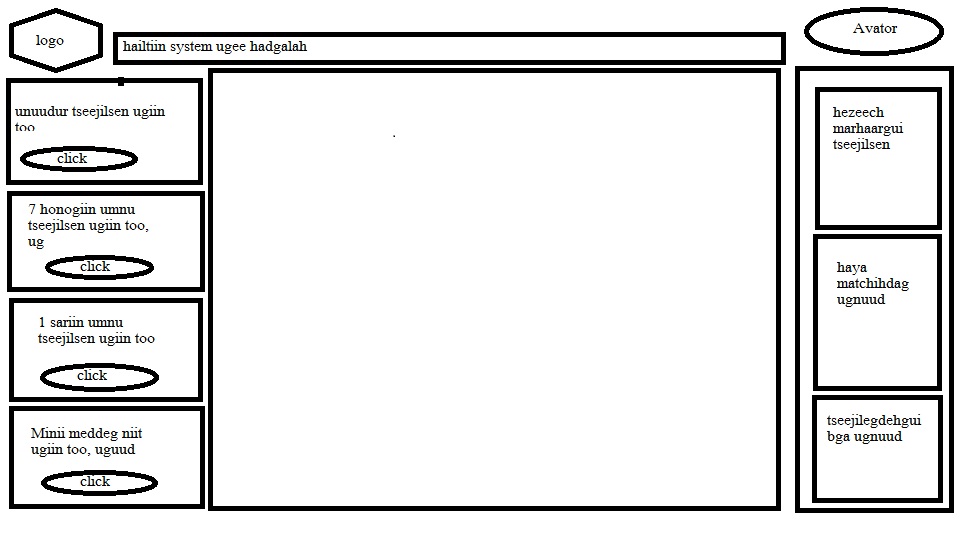 logo
hailtiin system ugee hadgalah
Avator
unuudur tseejilsen ugiin
too
click
7 honogiin umnu
tseejilsen ugiin too,
ug
click
1 sariin umnu
tseejilsen ugiin too
click
Minii meddeg niit
ugiin too, uguud
click
hezeech
marhaargui
tseejilsen
haya
matchihdag
ugnuud
tseejilegdehgui
bga ugnuud